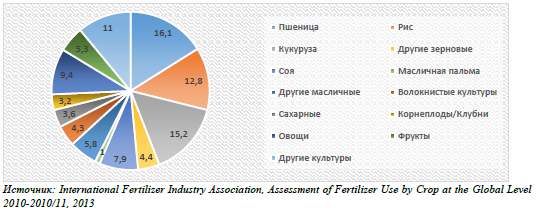 11
16,1
5,3
9,4
12,8
3,2
3,6
4,3
15,2
5,8
1
7,9
4,4
Пшеница
Рис
Кукуруза
Другие зерновые
Соя
Масличная пальма
Другие масличные
Волокнистые культуры
Сахарные
Корнеплоды/Клубни
Овощи
Фрукты
Другие культуры
Источник: International Fertilizer Industry Association, Assessment of Fertilizer Use by Crop at the Global Level
2010-2010/11, 2013